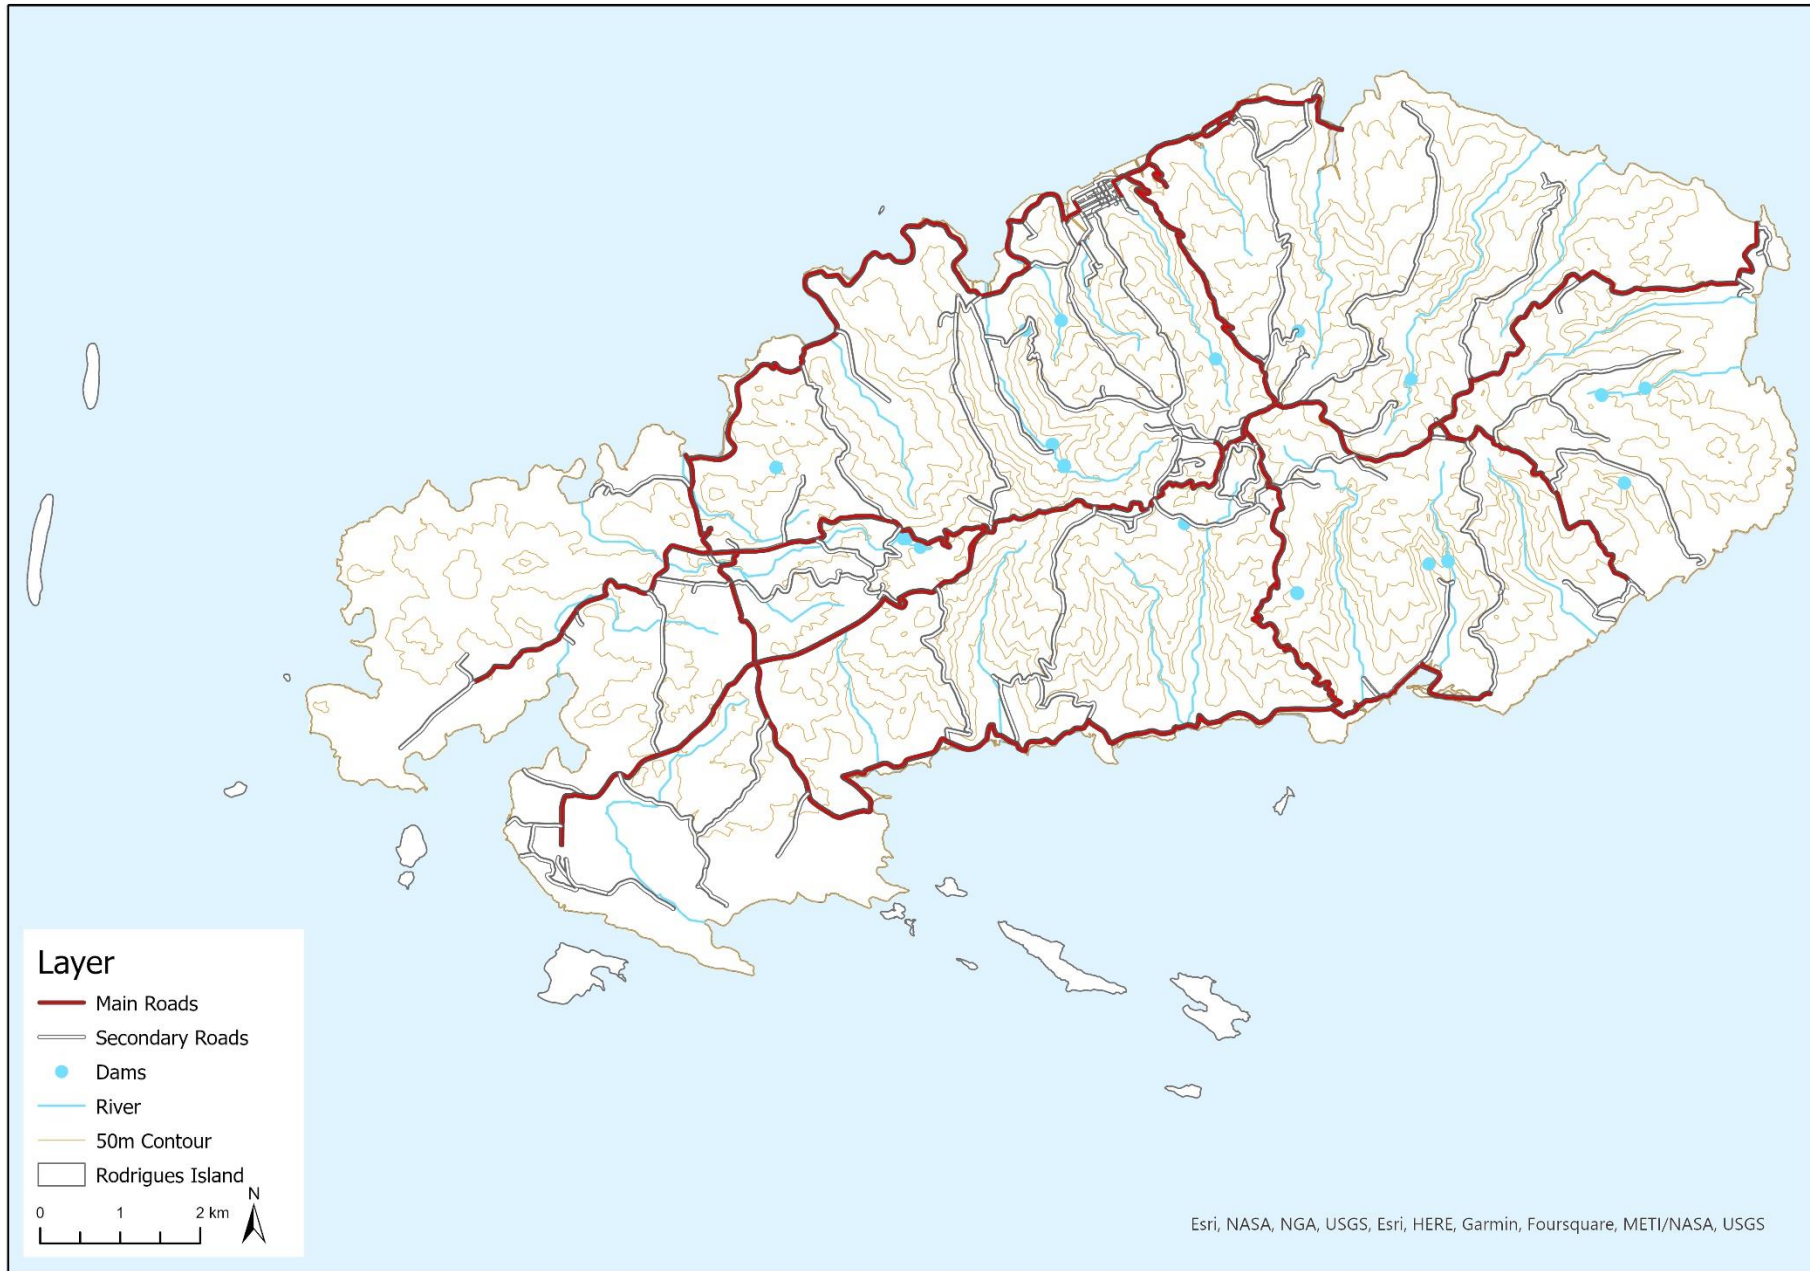 Layer
Main Roads
Secondary Roads
Dams
River
50m Contour
Rodrigues Island
N
0 1 2 km
Esri, NASA, NGA, USGS, Esri, HERE, Garmin, Foursquare, METI/NASA, USGS